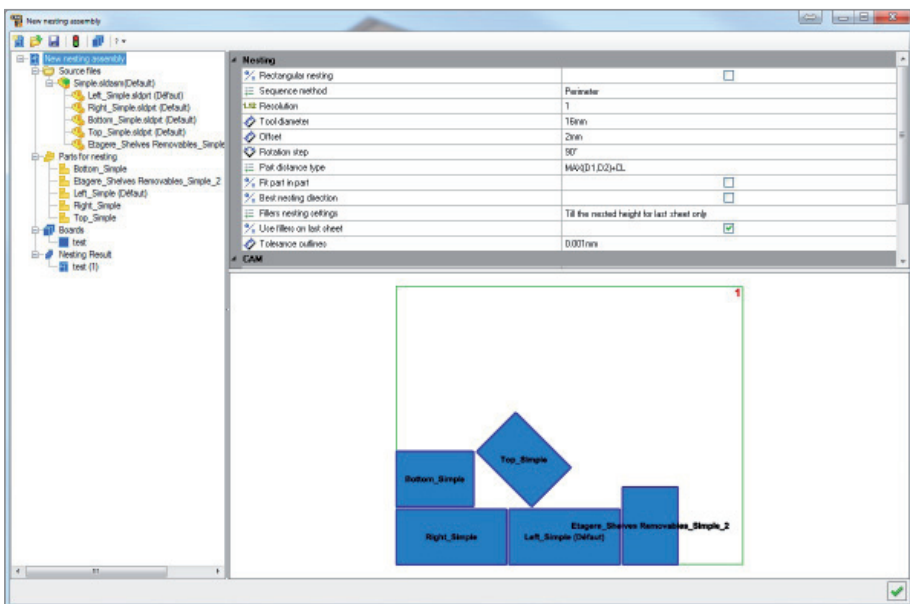 New nesting assembly
?
New nesting assembly
Source files
Simple.sldasm(Default)
Left_Simple.sldprt (Défaut)
Right_Simple.sldprt (Default)
Bottom_Simple.sldprt (Default)
Top_Simple.sldprt (Default)
Etagere_Shelves Removables_Simple
Parts for nesting
Bottom_Simple
Etagere_Shelves Removables_Simple_2
Left_Simple (Défaut)
Right_Simple
Top_Simple
Boards
test
Nesting Result
test (1)
Nesting
Rectangular nesting
Sequence method Perimeter
1.12 Resolution 1
Tool diameter 16mm
Offset 2mm
Rotation step 90°
Part distance type MAX(D1,D2)+CL
Fit part in part
Best nesting direction
Fillers nesting settings Till the nested height for last sheet only
Use fillers on last sheet
Tolerance outlines 0.001mm
CAM
1
Top_Simple
Bottom_Simple
Etagere_Shelves Removables_Simple_2
Right_Simple
Left_Simple (Défaut)